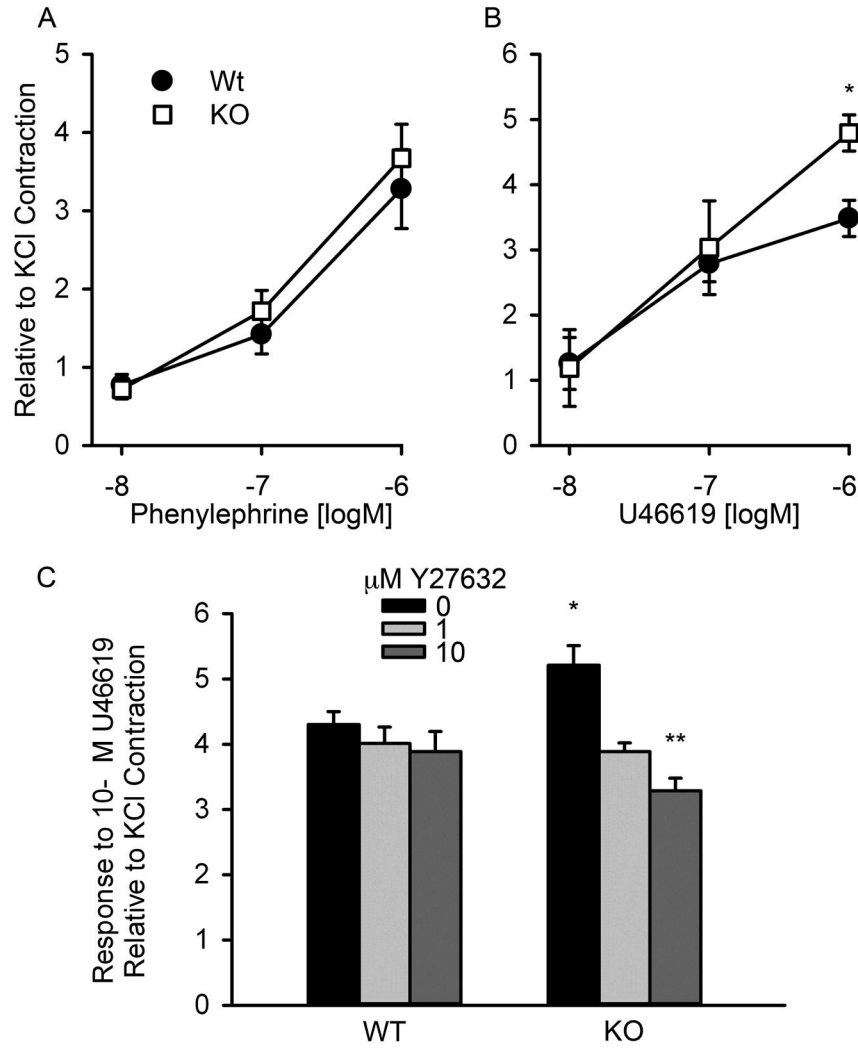 A
B
5
4
3
2
1
0
Wt
KO
Relative to KCl Contraction
-8
-7
-6
Phenylephrine [logM]
6
5
4
3
2
1
0
*
-8
-7
-6
U46619 [logM]
C
µM Y27632
0
1
10
6
5
4
3
2
1
0
*
**
Response to 10- M U46619
Relative to KCl Contraction
WT
KO